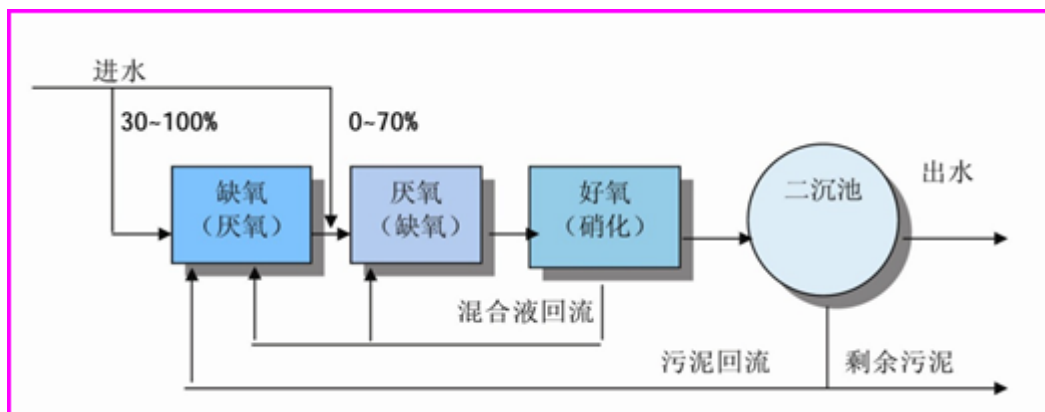 进水
30~100%
0~70%
缺氧
（厌氧）
厌氧
（缺氧）
好氧
（硝化）
二沉池
出水
混合液回流
污泥回流
剩余污泥